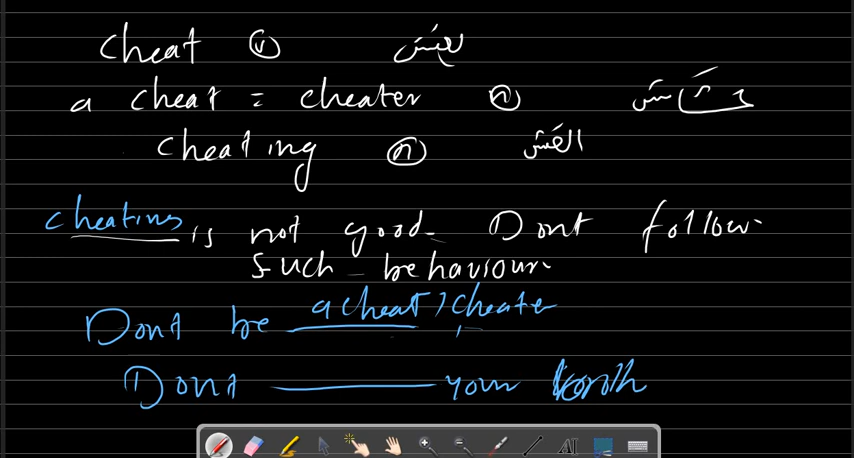 cheat (v) يغش
a cheat = cheater (n)
cheating (n) الغش
cheating is not good. Dont follow
such behaviour.
Dont be a cheat / cheater
Dont ______ your